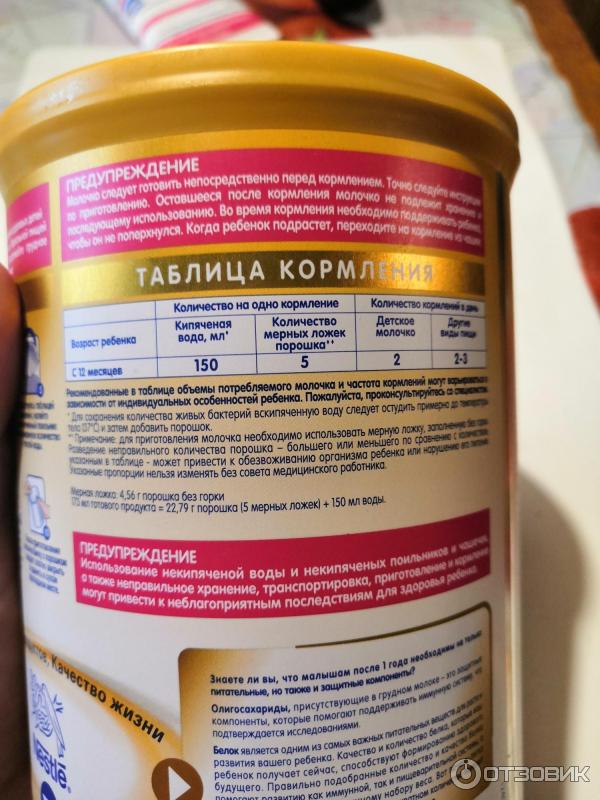 ПРЕДУПРЕЖДЕНИЕ
Молочко следует готовить непосредственно перед кормлением. Точно следуйте инструкции
по приготовлению. Оставшееся после кормления молочко не подлежит хранению и
последующему использованию. Во время кормления необходимо поддерживать ребенка,
чтобы он не поперхнулся. Когда ребенок подрастет, переходите на кормление из чашки
ТАБЛИЦА КОРМЛЕНИЯ
Количество на одно кормление Количество кормлений в день
Возраст ребенка Кипяченая вода, мл* Количество мерных ложек порошка** Детское молочко Другие виды пищи
С 12 месяцев 150 5 2 2-3
Рекомендованные в таблице объемы потребляемого молочка и частота кормлений могут варьироваться в
зависимости от индивидуальных особенностей ребенка. Пожалуйста, проконсультируйтесь со специалистом.
* Для сохранения количества живых бактерий вскипяченную воду следует остудить примерно до температуры
тела (37°C) и затем добавить порошок.
** Примечание: для приготовления молочка необходимо использовать мерную ложку, заполненную без горки.
Разведение неправильного количества порошка – большего или меньшего по сравнению с количеством,
указанным в таблице - может привести к обезвоживанию организма ребенка или нарушению его питания.
Указанные пропорции нельзя изменять без совета медицинского работника.
Мерная ложка: 4,56 г порошка без горки
175 мл готового продукта = 22,79 г порошка (5 мерных ложек) + 150 мл воды.
ПРЕДУПРЕЖДЕНИЕ
Использование некипяченой воды и некипяченых поильников и чашечек,
а также неправильное хранение, транспортировка, приготовление и кормление
могут привести к неблагоприятным последствиям для здоровья ребенка.
Качество жизни
Nestlé
Знаете ли вы, что малышам после 1 года необходимы не только
питательные, но также и защитные компоненты?
Олигосахариды, присутствующие в грудном молоке – это защитные
компоненты, которые помогают поддерживать иммунную систему, что
подтверждается исследованиями.
Белок является одним из самых важных питательных веществ для роста и
развития вашего ребенка. Качество и количество белка, который ваш
ребенок получает сейчас, способствуют формированию здорового
будущего. Правильно подобранные количество и качество белка
помогают развитию как иммунной, так и пищеварительной системы
ОТЗОВИК